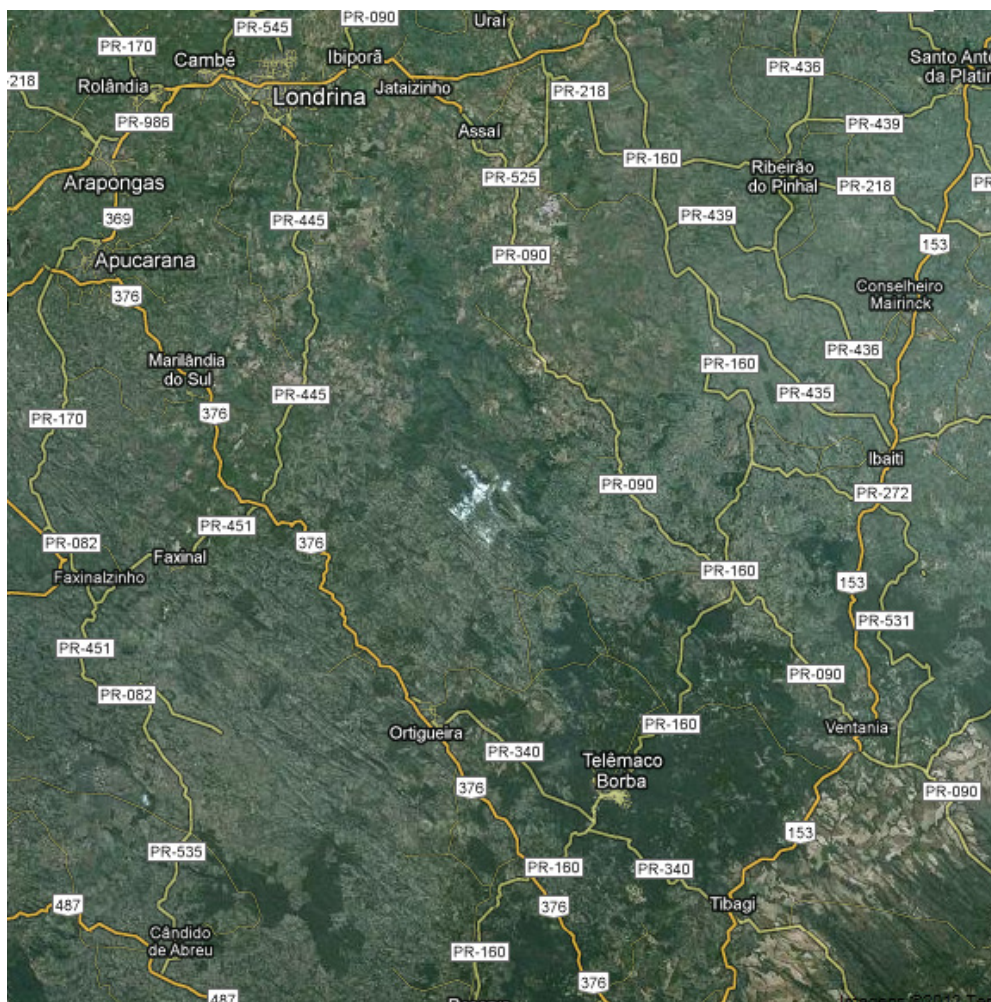 PR-090
Uraí
PR-170
PR-545
Cambé
Ibiporã
PR-436
Santo Anto
da Platin
-218
Rolândia
Londrina
Jataizinho
PR-218
PR-986
Assaí
PR-439
PR-160
Arapongas
PR-525
Ribeirão
do Pinhal
PR-218
369
PR-445
PR-439
153
Apucarana
PR-090
376
Conselheiro
Mairinck
Marilândia
do Sul
PR-436
PR-160
PR-445
PR-435
376
PR-170
Ibaiti
PR-090
PR-272
PR-451
376
PR-082
Faxinal
Faxinalzinho
PR-160
153
PR-451
PR-531
PR-090
PR-082
PR-160
Ortigueira
Ventania
PR-340
Telêmaco
Borba
376
PR-090
153
PR-535
PR-160
PR-340
487
376
Tibagi
Cândido
de Abreu
PR-160
376
487